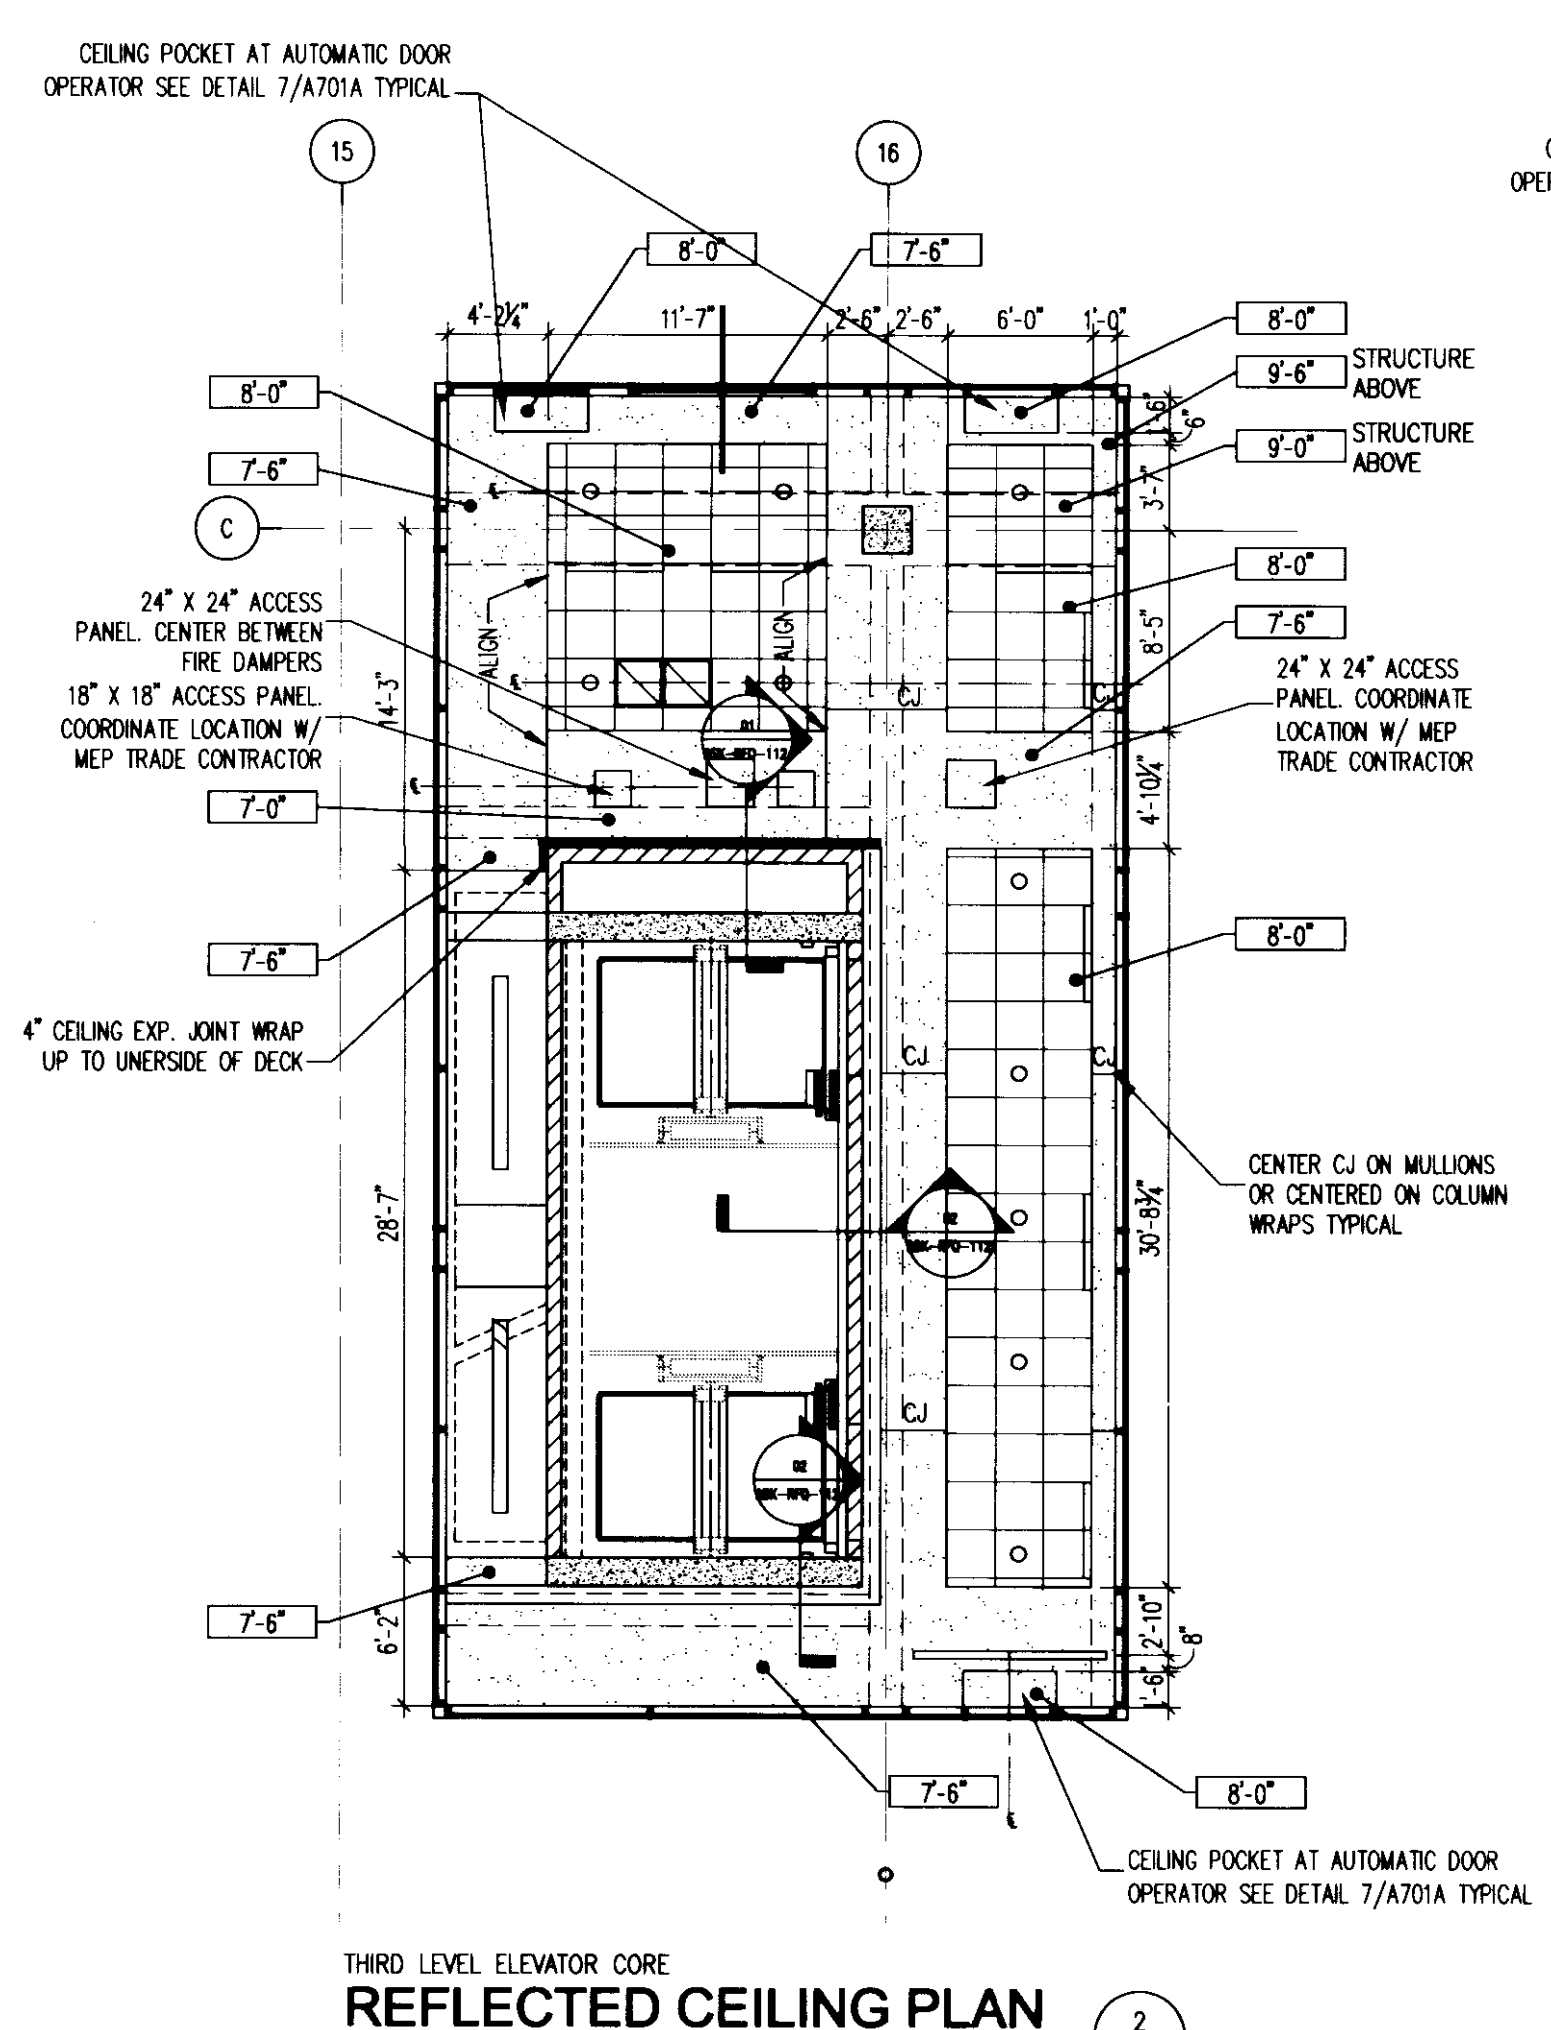 CEILING POCKET AT AUTOMATIC DOOR
OPERATOR SEE DETAIL 7/A701A TYPICAL
15
16
OPER
8'-0"
7'-6"
4'-2¼"
11'-7"
2'-6"
2'-6"
6'-0"
1'-0"
8'-0"
9'-6"
STRUCTURE
ABOVE
9'-0"
STRUCTURE
ABOVE
8'-0"
7'-6"
C
6"
3'-7"
8'-0"
7'-6"
8'-5"
24" X 24" ACCESS
PANEL. CENTER BETWEEN
FIRE DAMPERS
18" X 18" ACCESS PANEL.
COORDINATE LOCATION W/
MEP TRADE CONTRACTOR
14'-3"
ALIGN
ALIGN
CJ
24" X 24" ACCESS
PANEL. COORDINATE
LOCATION W/ MEP
TRADE CONTRACTOR
4'-10¼"
7'-0"
7'-6"
8'-0"
4" CEILING EXP. JOINT WRAP
UP TO UNERSIDE OF DECK
CJ
CJ
CENTER CJ ON MULLIONS
OR CENTERED ON COLUMN
WRAPS TYPICAL
28'-7"
30'-8¾"
CJ
7'-6"
6'-2"
2'-10"
8"
1'-6"
7'-6"
8'-0"
CEILING POCKET AT AUTOMATIC DOOR
OPERATOR SEE DETAIL 7/A701A TYPICAL
THIRD LEVEL ELEVATOR CORE
REFLECTED CEILING PLAN
2